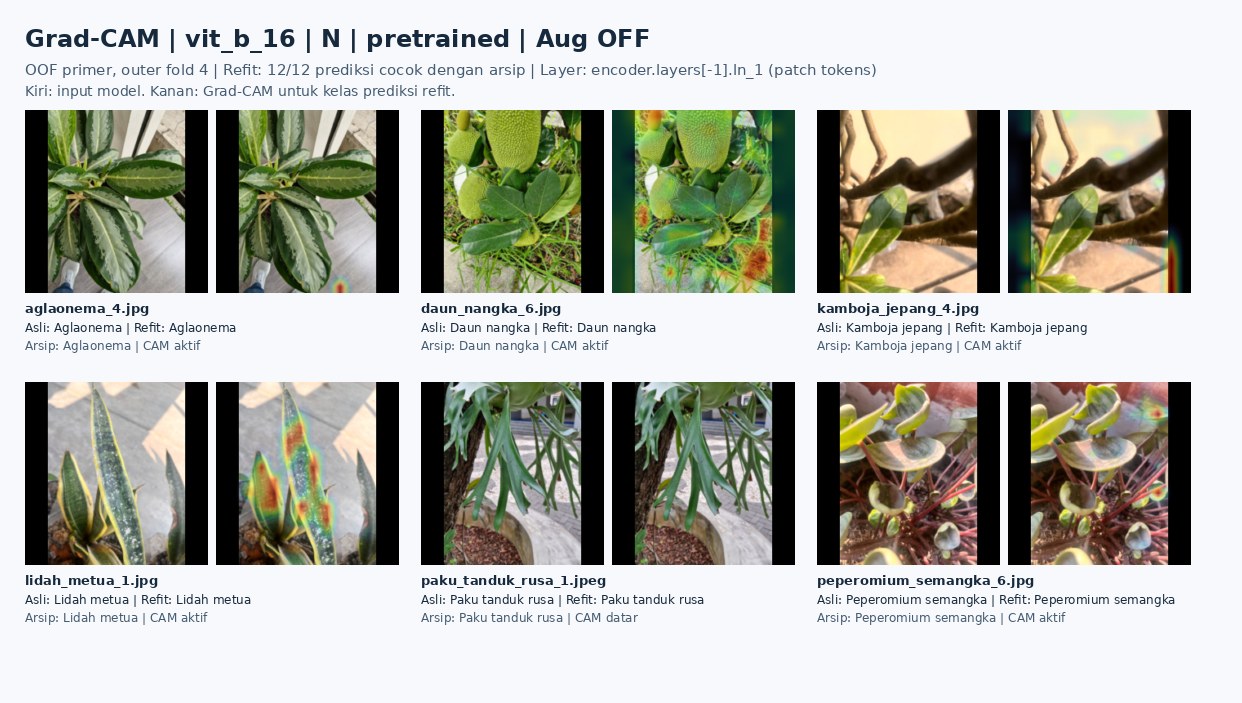 Grad-CAM | vit_b_16 | N | pretrained | Aug OFF
OOF primer, outer fold 4 | Refit: 12/12 prediksi cocok dengan arsip | Layer: encoder.layers[-1].ln_1 (patch tokens)
Kiri: input model. Kanan: Grad-CAM untuk kelas prediksi refit.
aglaonema_4.jpg
Asli: Aglaonema | Refit: Aglaonema
Arsip: Aglaonema | CAM aktif
daun_nangka_6.jpg
Asli: Daun nangka | Refit: Daun nangka
Arsip: Daun nangka | CAM aktif
kamboja_jepang_4.jpg
Asli: Kamboja jepang | Refit: Kamboja jepang
Arsip: Kamboja jepang | CAM aktif
lidah_metua_1.jpg
Asli: Lidah metua | Refit: Lidah metua
Arsip: Lidah metua | CAM aktif
paku_tanduk_rusa_1.jpeg
Asli: Paku tanduk rusa | Refit: Paku tanduk rusa
Arsip: Paku tanduk rusa | CAM datar
peperomium_semangka_6.jpg
Asli: Peperomium semangka | Refit: Peperomium semangka
Arsip: Peperomium semangka | CAM aktif